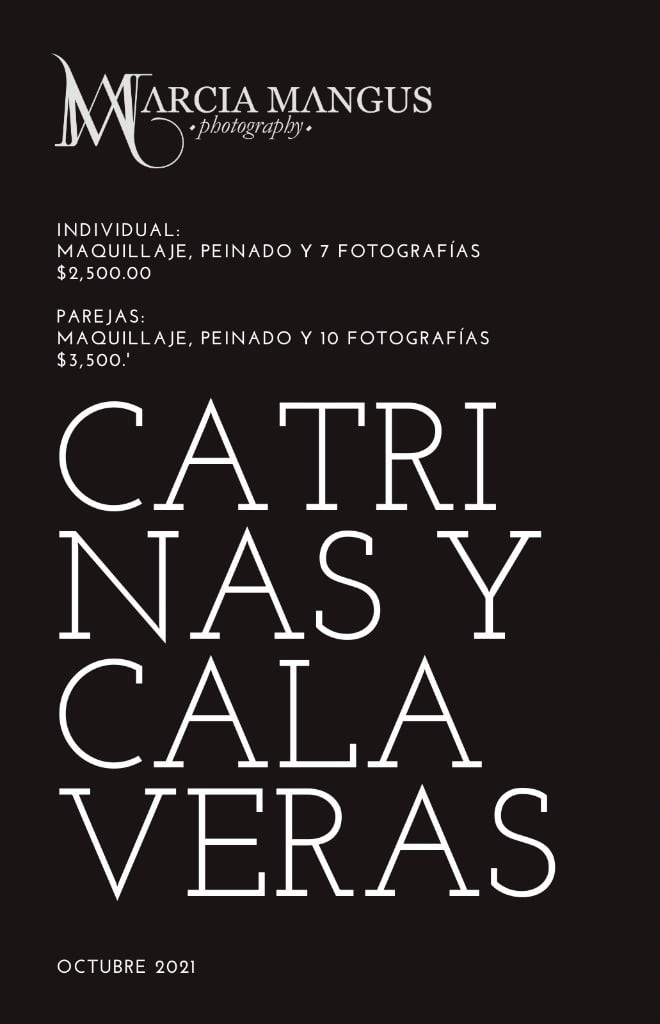 MARCIA MANGUS
• photography •
INDIVIDUAL:
MAQUILLAJE, PEINADO Y 7 FOTOGRAFÍAS
$2,500.00
PAREJAS:
MAQUILLAJE, PEINADO Y 10 FOTOGRAFÍAS
$3,500.'
CATRI
NAS Y
CALA
VERAS
OCTUBRE 2021